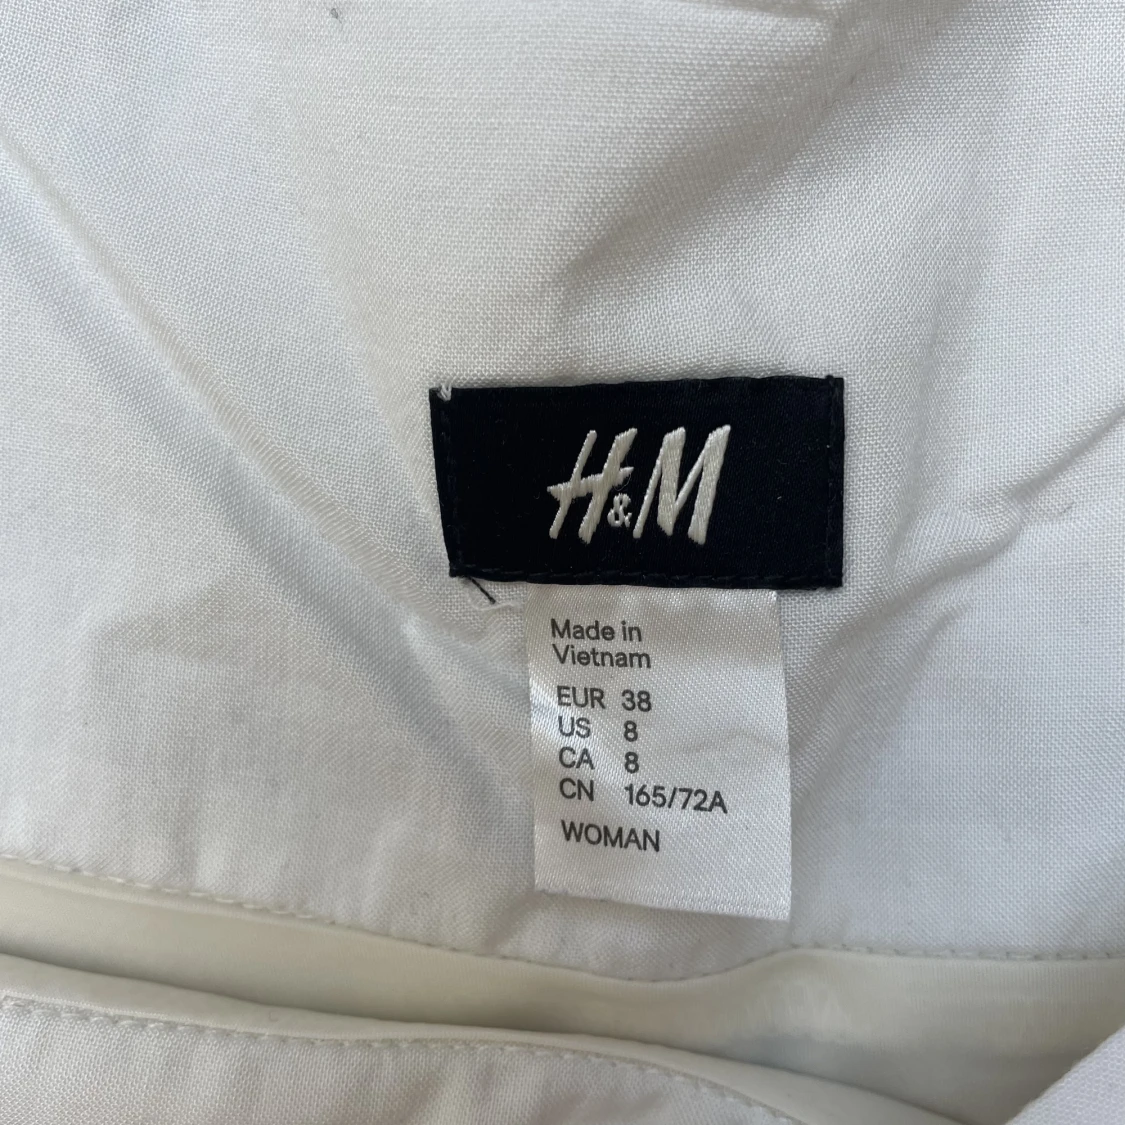 H&M
Made in
Vietnam
EUR 38
US 8
CA 8
CN 165/72A
WOMAN